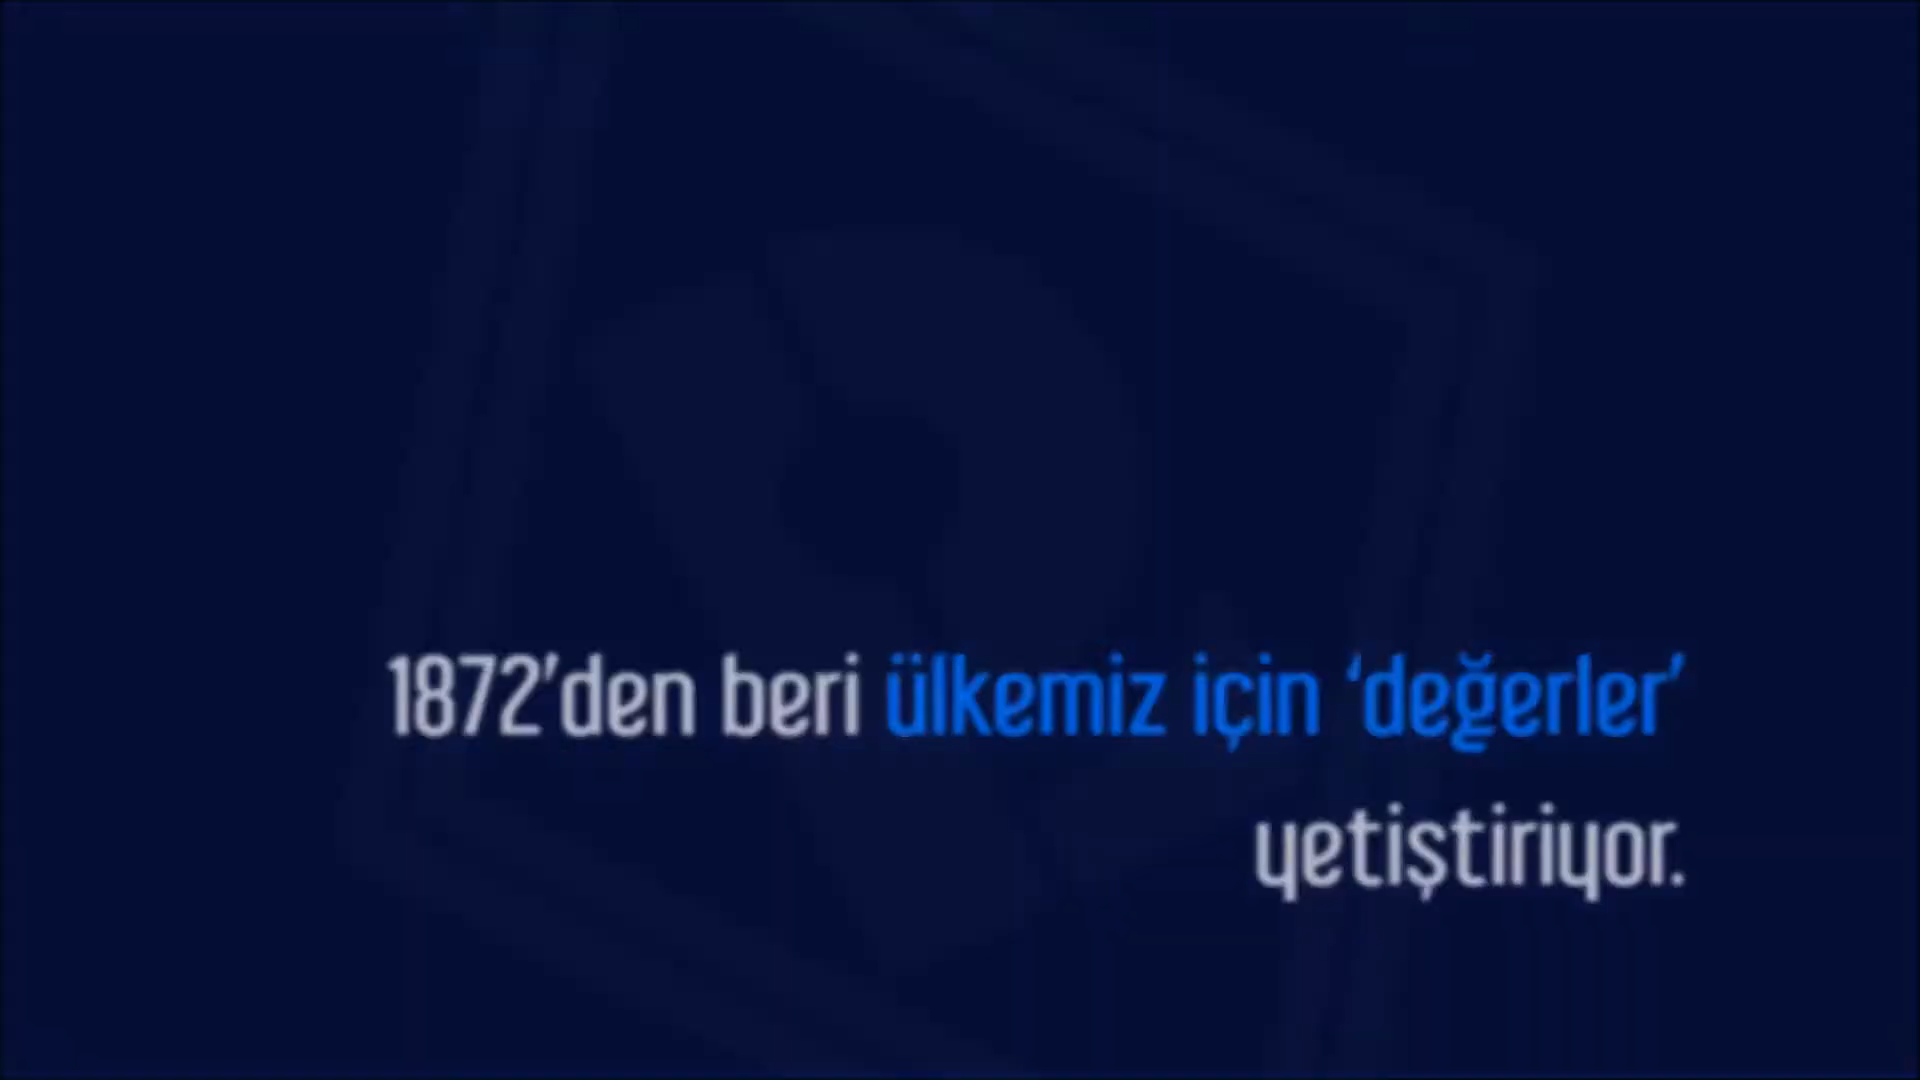 1872’den beri ülkemiz için ‘değerler’
yetiştiriyor.